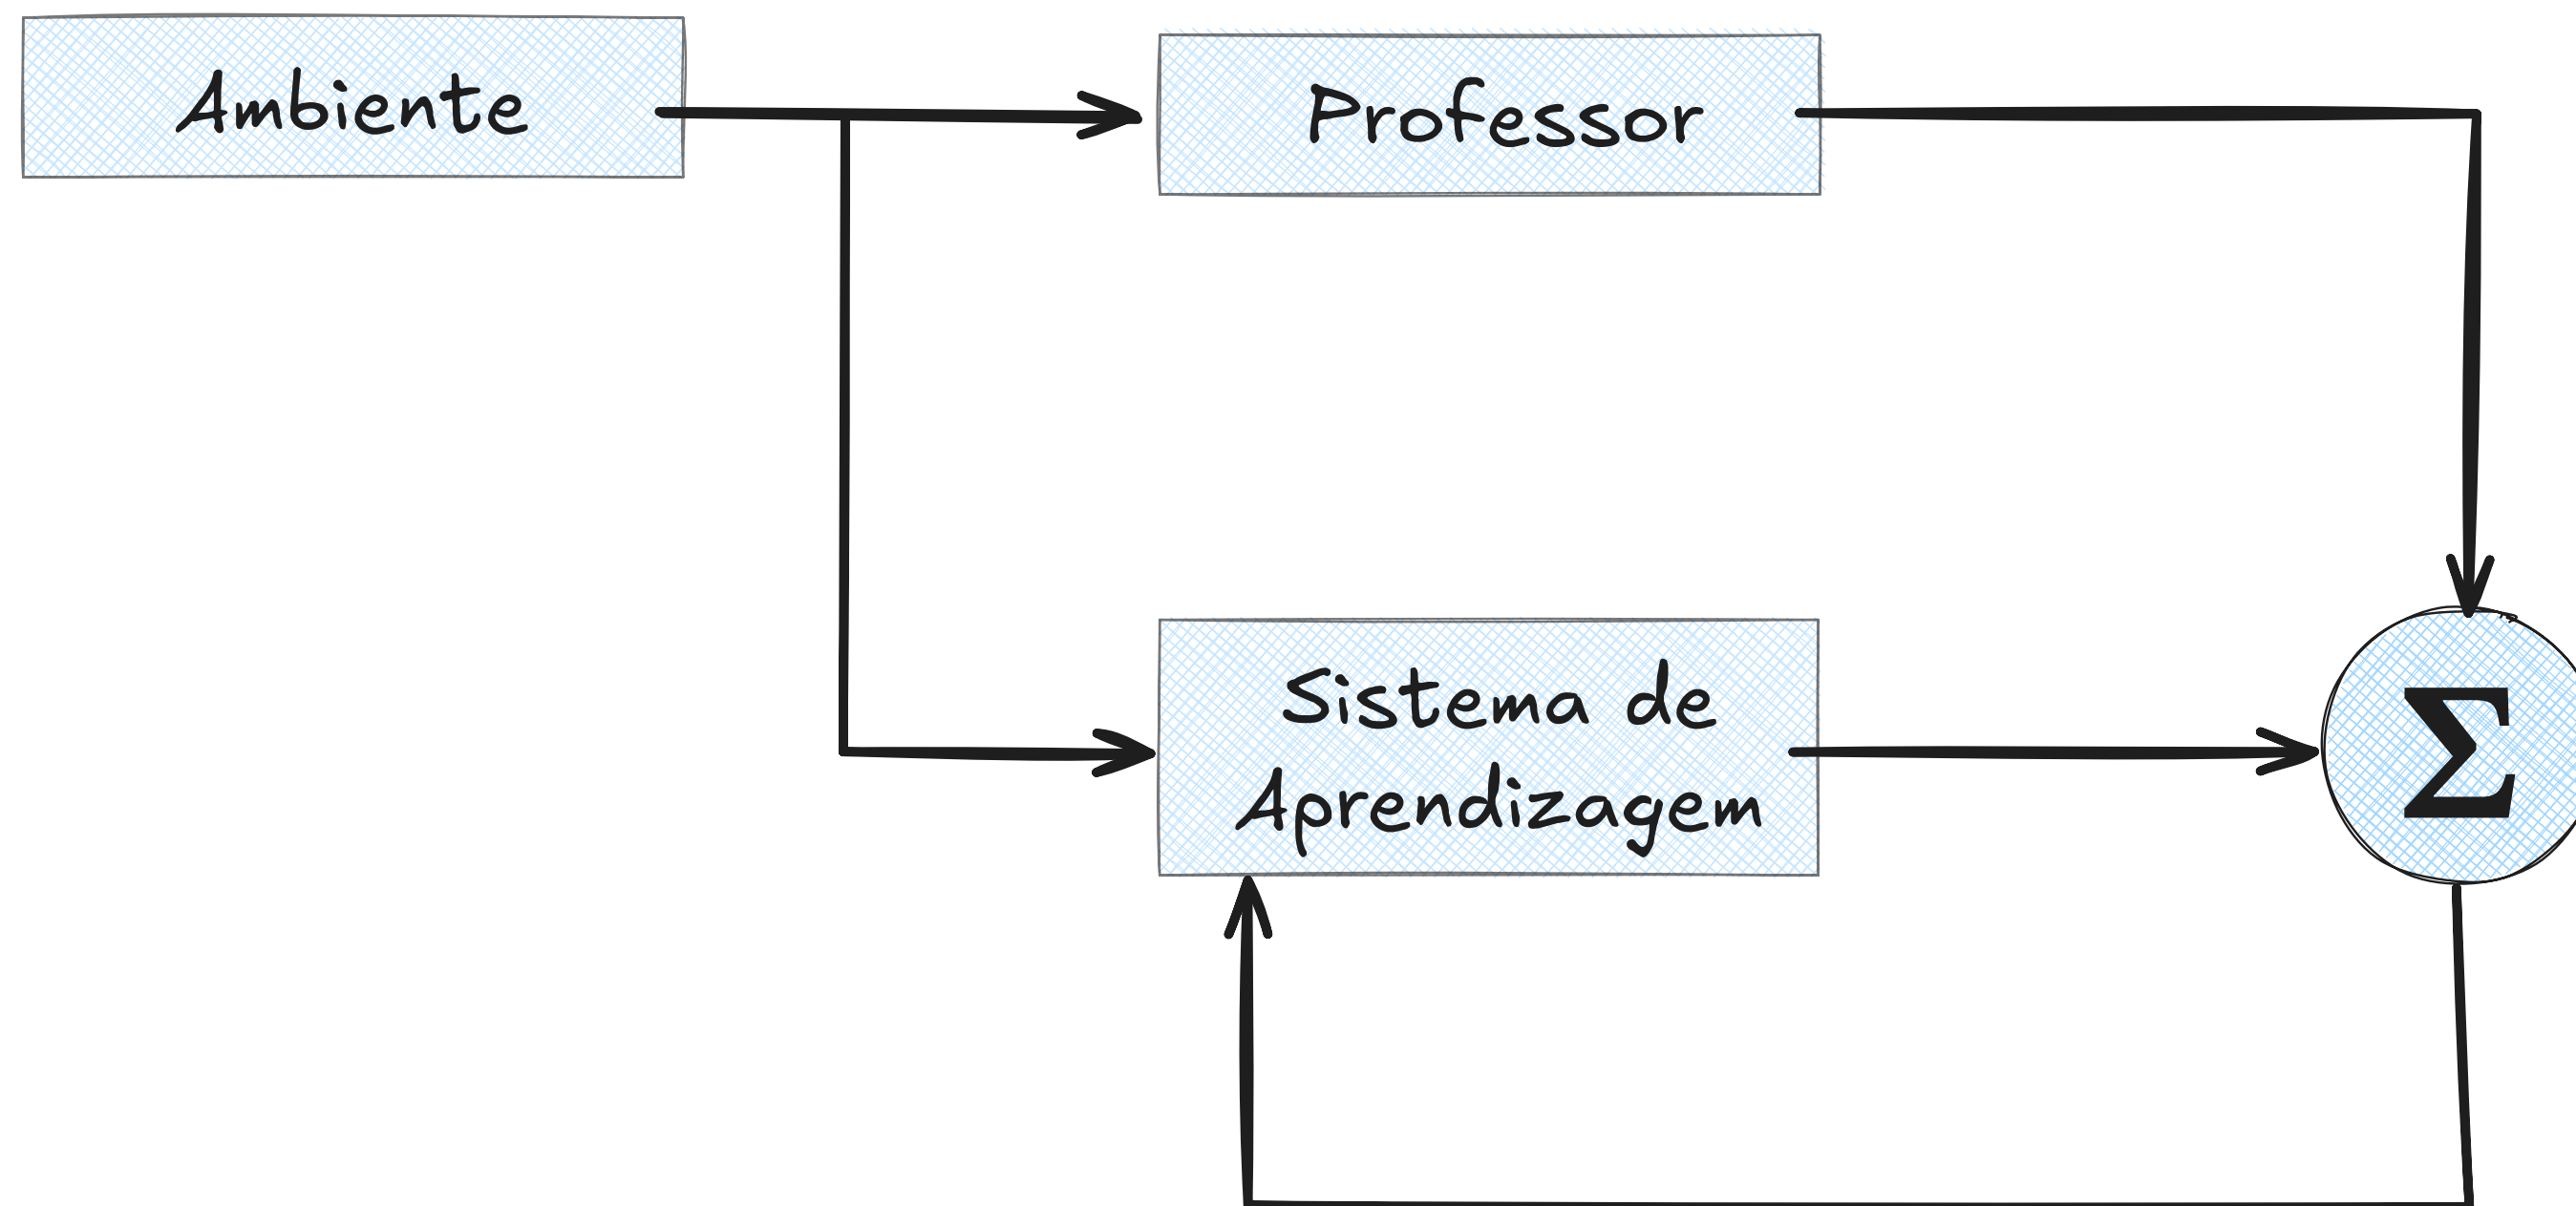 Ambiente
Professor
Sistema de
Aprendizagem
Σ